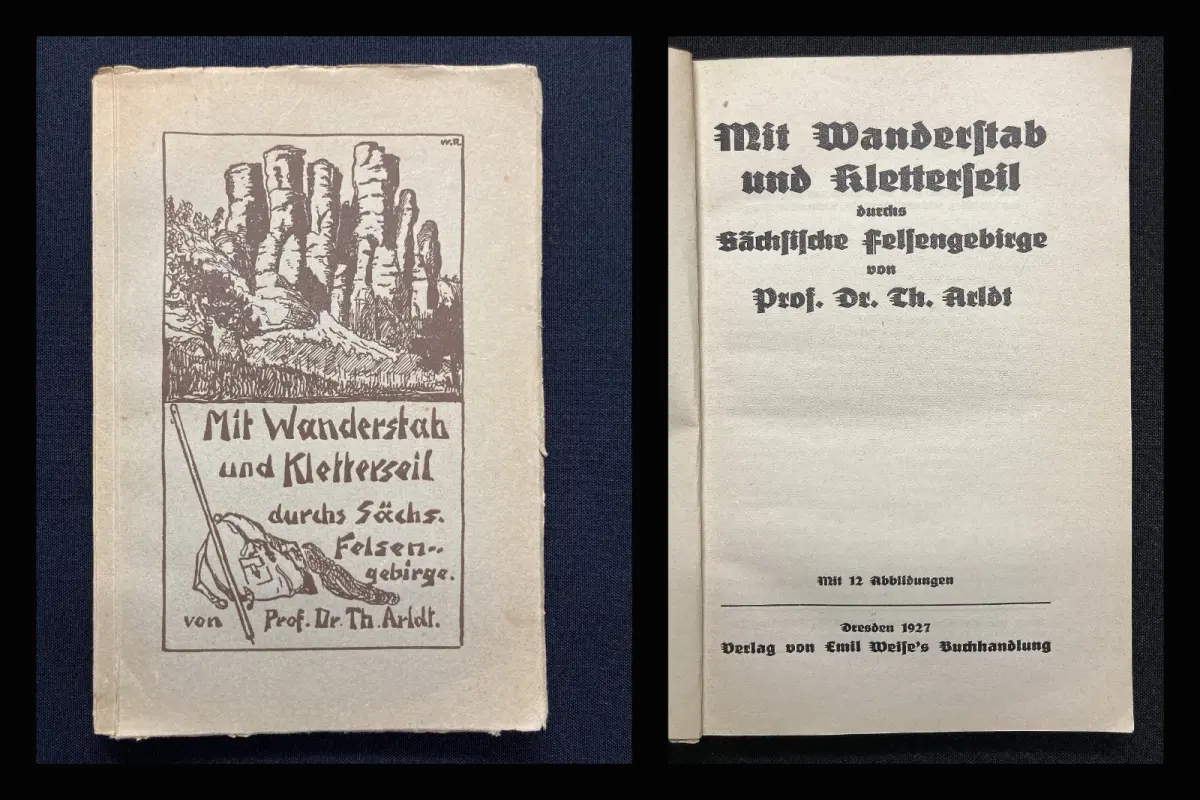 W.R.
Mit Wanderstab
und Kletterseil
durchs Sächs.
Felsen-
gebirge.
von Prof. Dr. Th. Arldt.
Mit Wanderſtab
und Kletterſeil
durchs
Sächſiſche Felſengebirge
von
Prof. Dr. Th. Arldt
Mit 12 Abbildungen
Dresden 1927
Verlag von Emil Weiſe's Buchhandlung